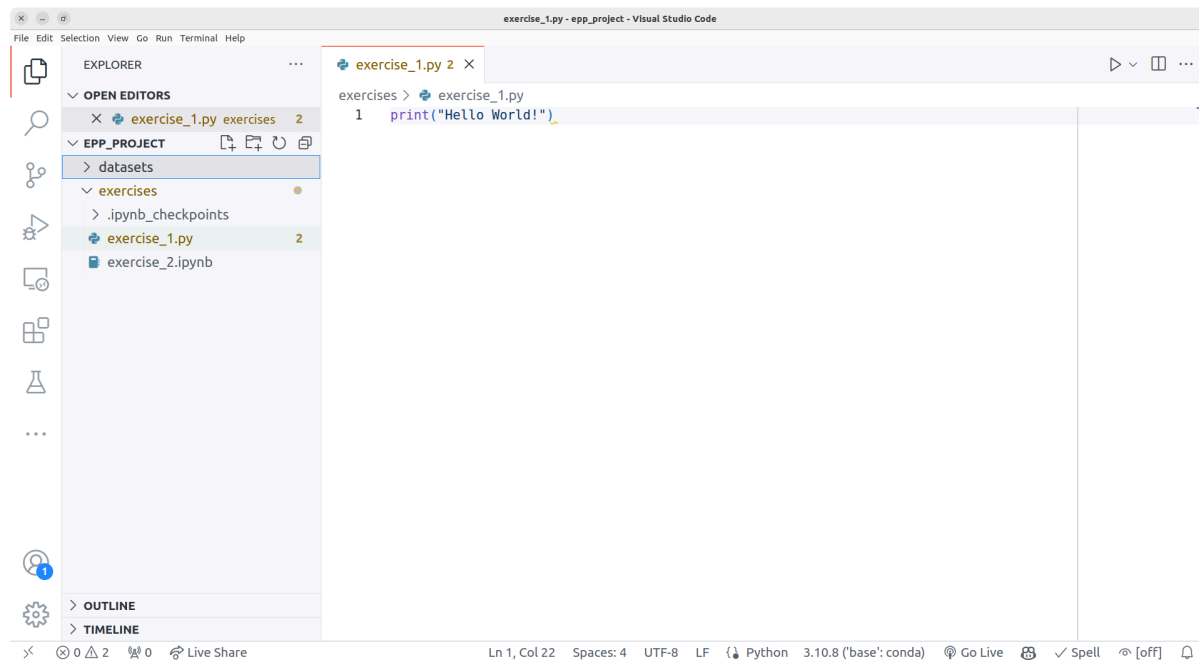 exercise_1.py - epp_project - Visual Studio Code
File Edit Selection View Go Run Terminal Help
EXPLORER
OPEN EDITORS
exercise_1.py exercises 2
EPP_PROJECT
datasets
exercises
.ipynb_checkpoints
exercise_1.py 2
exercise_2.ipynb
OUTLINE
TIMELINE
1
exercise_1.py 2
exercises > exercise_1.py
1 print("Hello World!")
0 2 0 Live Share Ln 1, Col 22 Spaces: 4 UTF-8 LF Python 3.10.8 ('base': conda) Go Live Spell [off]